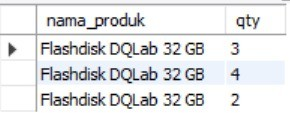 nama_produk qty
Flashdisk DQLab 32 GB 3
Flashdisk DQLab 32 GB 4
Flashdisk DQLab 32 GB 2